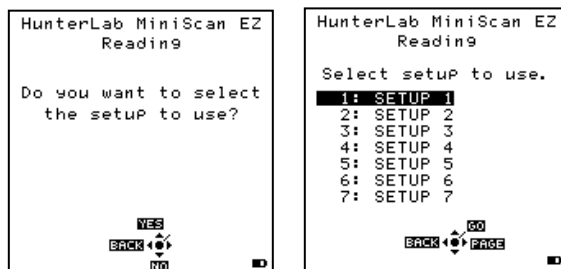 HunterLab MiniScan EZ
Reading
Do you want to select
the setup to use?
YES
BACK
NO
HunterLab MiniScan EZ
Reading
Select setup to use.
1: SETUP 1
2: SETUP 2
3: SETUP 3
4: SETUP 4
5: SETUP 5
6: SETUP 6
7: SETUP 7
GO
BACK PAGE